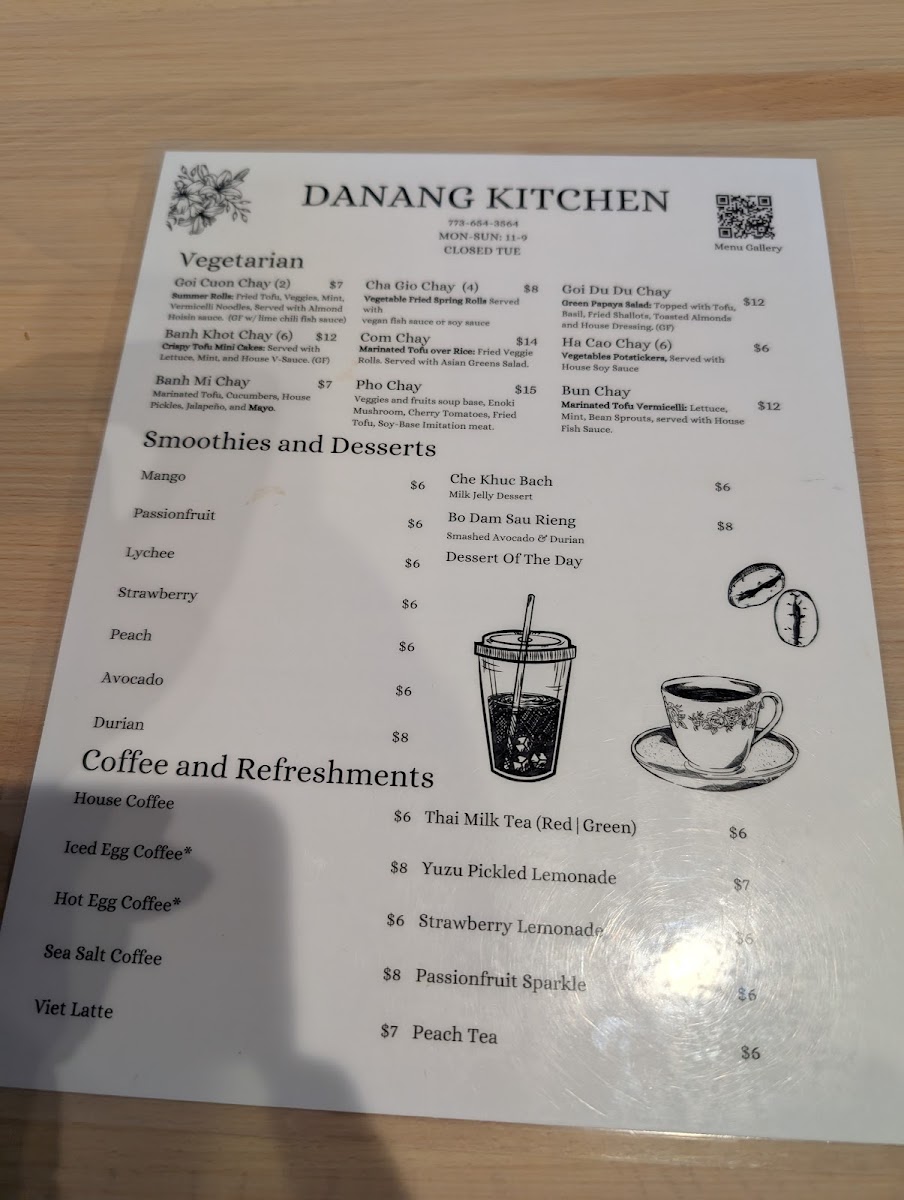 DANANG KITCHEN
773-654-3564
MON-SUN: 11-9
CLOSED TUE
Menu Gallery
Vegetarian
Goi Cuon Chay (2) $7
Summer Rolls: Fried Tofu, Veggies, Mint,
Vermicelli Noodles, Served with Almond
Hoisin sauce. (GF w/ lime chili fish sauce)
Cha Gio Chay (4) $8
Vegetable Fried Spring Rolls Served
with
vegan fish sauce or soy sauce
Goi Du Du Chay $12
Green Papaya Salad: Topped with Tofu,
Basil, Fried Shallots, Toasted Almonds
and House Dressing. (GF)
Banh Khot Chay (6) $12
Crispy Tofu Mini Cakes: Served with
Lettuce, Mint, and House V-Sauce. (GF)
Com Chay $14
Marinated Tofu over Rice: Fried Veggie
Rolls. Served with Asian Greens Salad.
Ha Cao Chay (6) $6
Vegetables Potstickers, Served with
House Soy Sauce
Banh Mi Chay $7
Marinated Tofu, Cucumbers, House
Pickles, Jalapeño, and Mayo.
Pho Chay $15
Veggies and fruits soup base, Enoki
Mushroom, Cherry Tomatoes, Fried
Tofu, Soy-Base Imitation meat.
Bun Chay $12
Marinated Tofu Vermicelli: Lettuce,
Mint, Bean Sprouts, served with House
Fish Sauce.
Smoothies and Desserts
Mango $6
Passionfruit $6
Lychee $6
Strawberry $6
Peach $6
Avocado $6
Durian $8
Che Khuc Bach $6
Milk Jelly Dessert
Bo Dam Sau Rieng $8
Smashed Avocado & Durian
Dessert Of The Day
Coffee and Refreshments
House Coffee $6
Iced Egg Coffee* $8
Hot Egg Coffee* $6
Sea Salt Coffee $8
Viet Latte $7
Thai Milk Tea (Red|Green) $6
Yuzu Pickled Lemonade $7
Strawberry Lemonade $6
Passionfruit Sparkle $6
Peach Tea $6